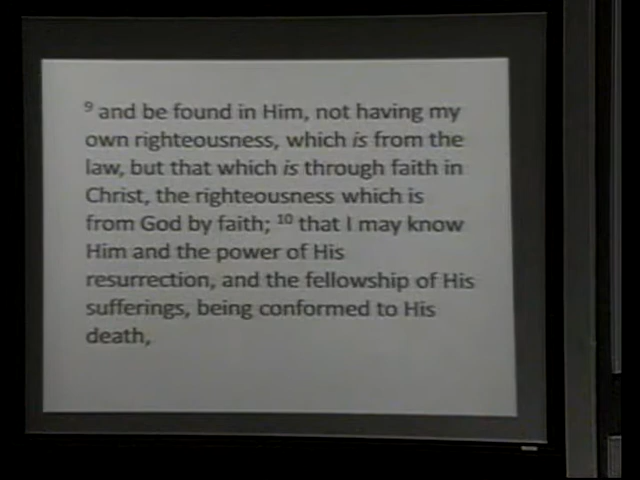 9 and be found in Him, not having my
own righteousness, which is from the
law, but that which is through faith in
Christ, the righteousness which is
from God by faith; 10 that I may know
Him and the power of His
resurrection, and the fellowship of His
sufferings, being conformed to His
death,